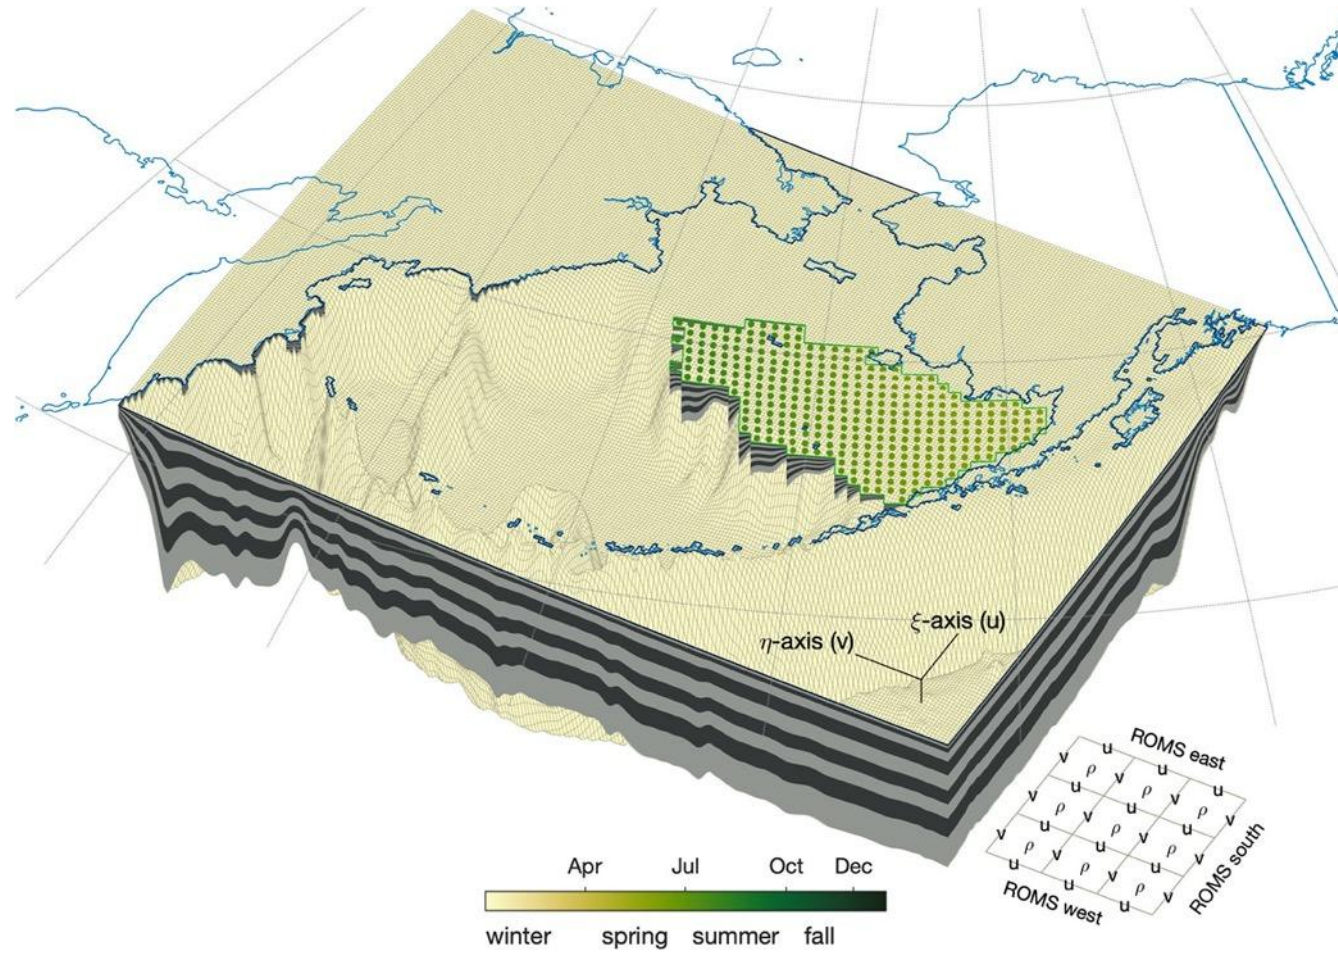 ξ-axis (u)
η-axis (v)
ROMS east
u
v
ρ
u
v
u
ρ
u
v
v
ρ
u
ρ
u
v
v
u
ρ
v
ρ
u
v
u
ρ
v
u
ρ
v
u
ROMS south
ROMS west
Apr Jul Oct Dec
winter spring summer fall